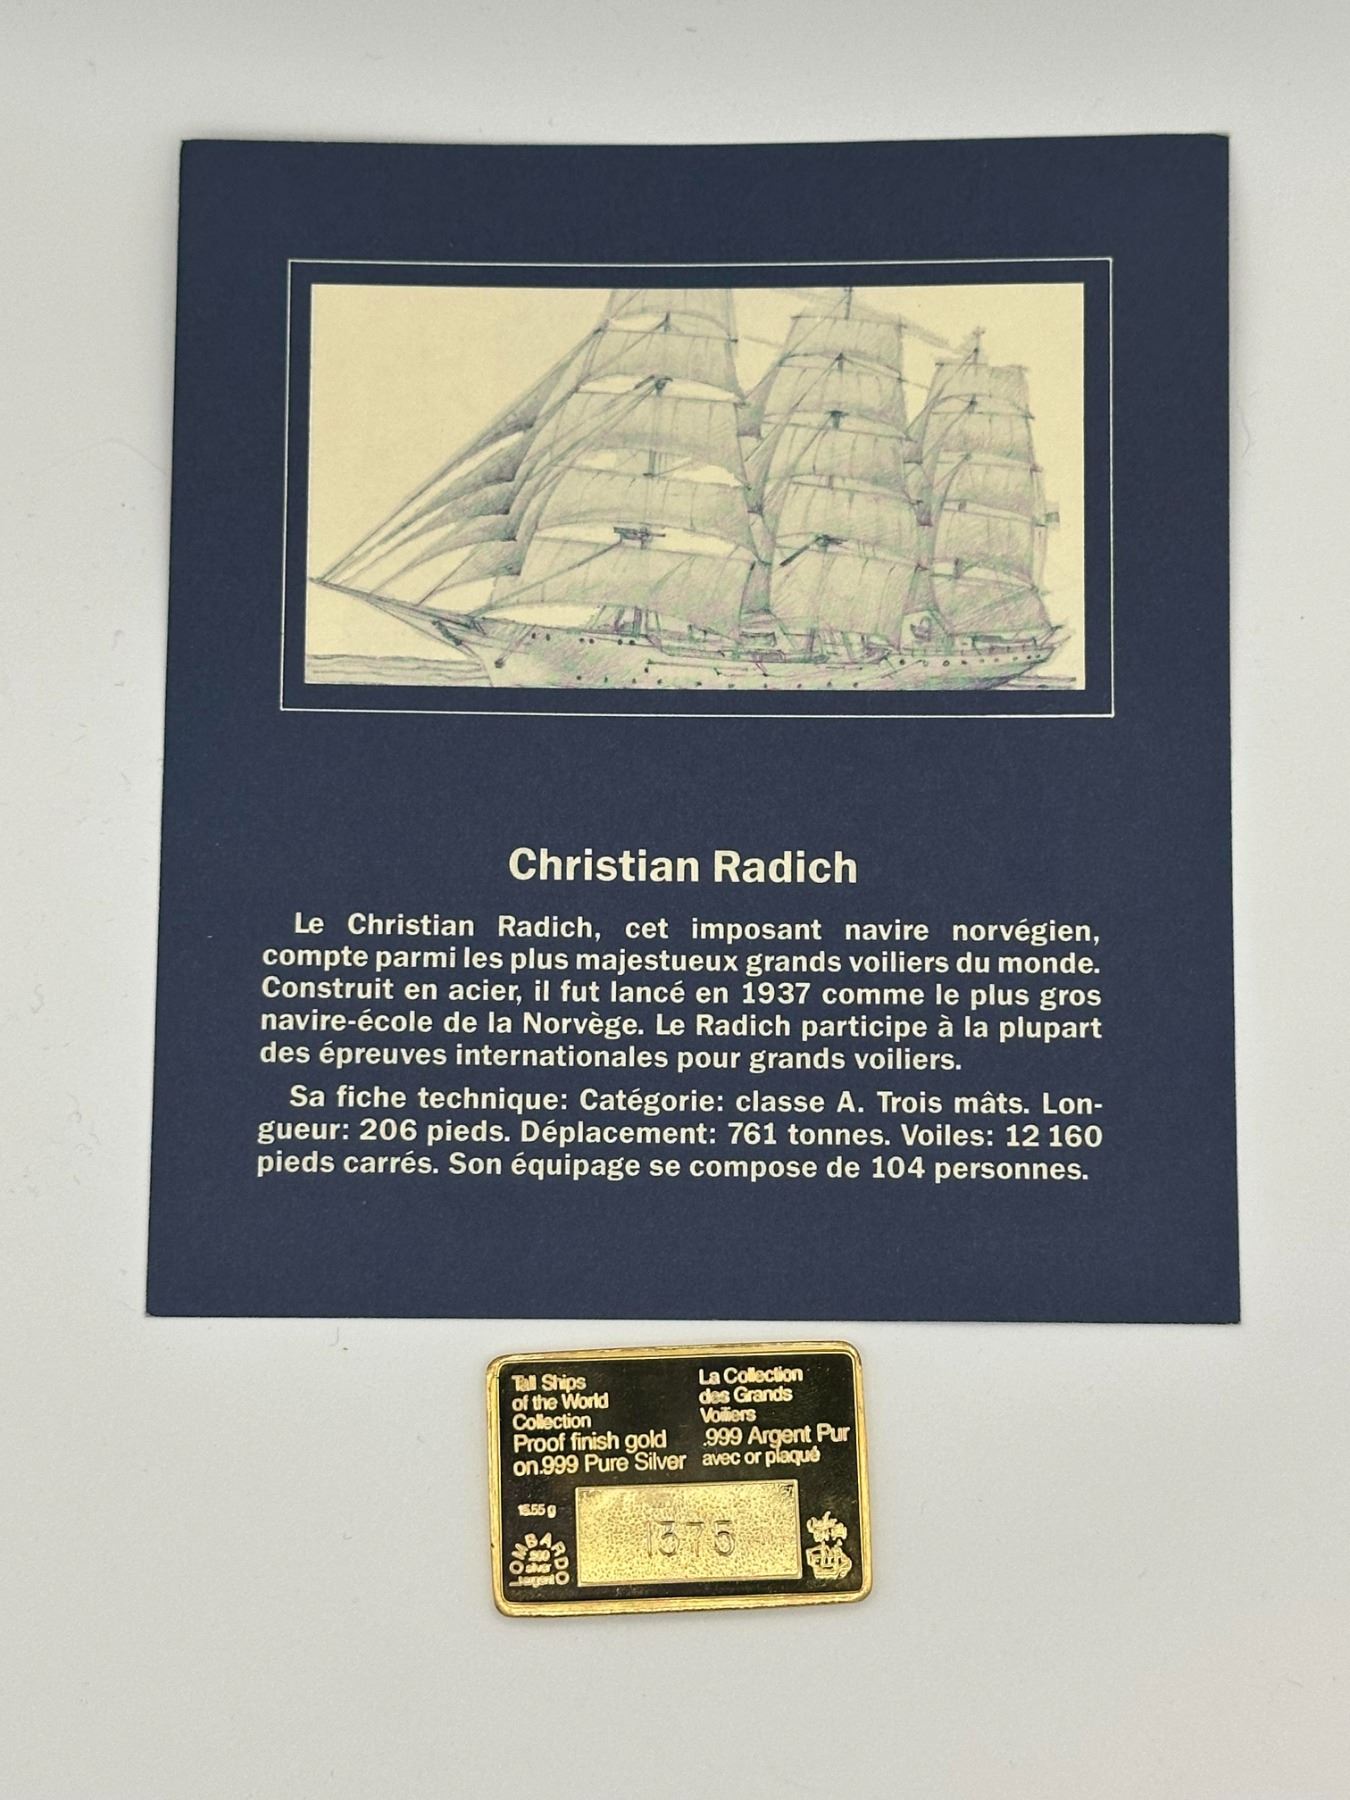 Christian Radich
Le Christian Radich, cet imposant navire norvégien,
compte parmi les plus majestueux grands voiliers du monde.
Construit en acier, il fut lancé en 1937 comme le plus gros
navire-école de la Norvège. Le Radich participe à la plupart
des épreuves internationales pour grands voiliers.
Sa fiche technique: Catégorie: classe A. Trois mâts. Lon-
gueur: 206 pieds. Déplacement: 761 tonnes. Voiles: 12 160
pieds carrés. Son équipage se compose de 104 personnes.
Tall Ships
of the World
Collection
Proof finish gold
on.999 Pure Silver
La Collection
des Grands
Voiliers
.999 Argent Pur
avec or plaqué
15.55 g
1375
LOMBARDO
silver
argent